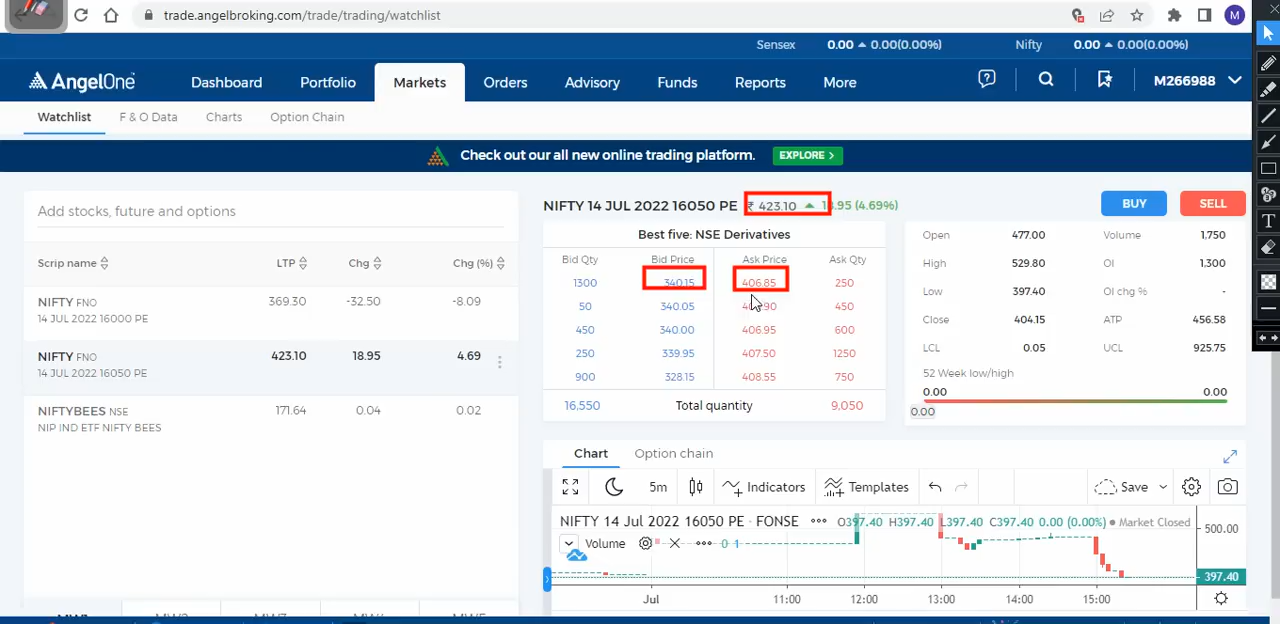 trade.angelbroking.com/trade/trading/watchlist
M
Sensex 0.00 0.00(0.00%) Nifty 0.00 0.00(0.00%)
AngelOne Dashboard Portfolio Markets Orders Advisory Funds Reports More M266988
Watchlist F & O Data Charts Option Chain
Check out our all new online trading platform. EXPLORE >
Add stocks, future and options
Scrip name LTP Chg Chg (%)
NIFTY FNO 369.30 -32.50 -8.09
14 JUL 2022 16000 PE
NIFTY FNO 423.10 18.95 4.69
14 JUL 2022 16050 PE
NIFTYBEES NSE 171.64 0.04 0.02
NIP IND ETF NIFTY BEES
NIFTY 14 JUL 2022 16050 PE ₹ 423.10 18.95 (4.69%) BUY SELL
Best five: NSE Derivatives
Bid Qty Bid Price Ask Price Ask Qty
1300 340.15 406.85 250
50 340.05 450
450 340.00 406.95 600
250 339.95 407.50 1250
900 328.15 408.55 750
16,550 Total quantity 9,050
Open 477.00 Volume 1,750
High 529.80 OI 1,300
Low 397.40 OI chg % -
Close 404.15 ATP 456.58
LCL 0.05 UCL 925.75
52 Week low/high
0.00 0.00
0.00
Chart Option chain
5m Indicators Templates Save
NIFTY 14 Jul 2022 16050 PE · FONSE O397.40 H397.40 L397.40 C397.40 0.00 (0.00%) Market Closed 500.00
Volume 0 1
397.40
Jul 11:00 12:00 13:00 14:00 15:00
T